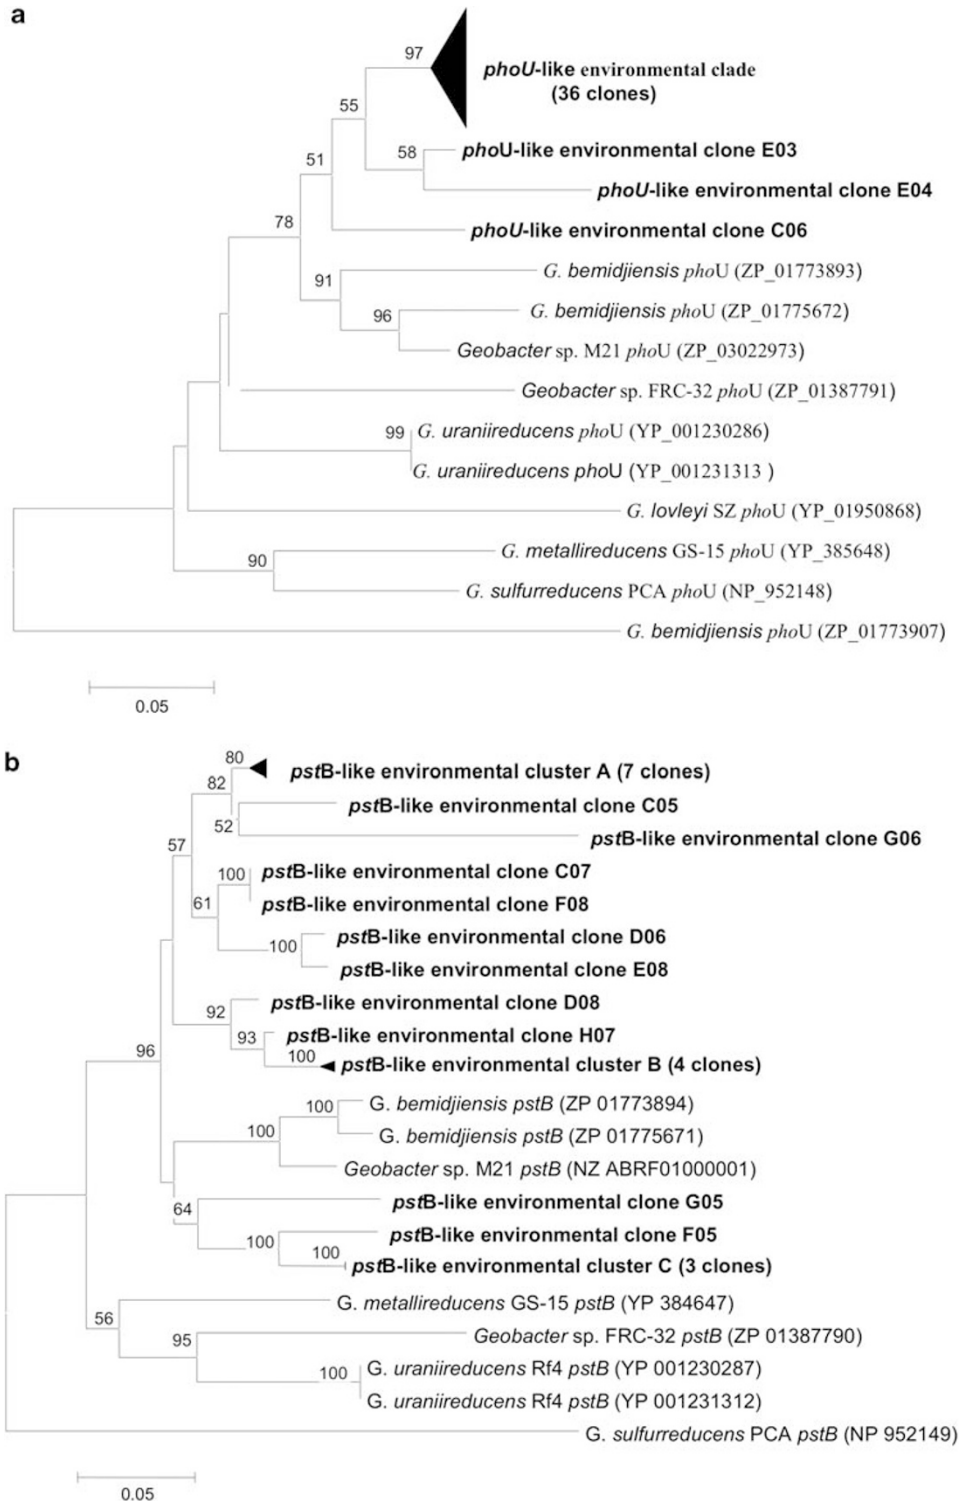 a
97
phoU-like environmental clade
(36 clones)
55
58
phoU-like environmental clone E03
51
phoU-like environmental clone E04
78
phoU-like environmental clone C06
91
G. bemidjiensis phoU (ZP_01773893)
96
G. bemidjiensis phoU (ZP_01775672)
Geobacter sp. M21 phoU (ZP_03022973)
Geobacter sp. FRC-32 phoU (ZP_01387791)
99
G. uraniireducens phoU (YP_001230286)
G. uraniireducens phoU (YP_001231313 )
G. lovleyi SZ phoU (YP_01950868)
90
G. metallireducens GS-15 phoU (YP_385648)
G. sulfurreducens PCA phoU (NP_952148)
G. bemidjiensis phoU (ZP_01773907)
0.05
b
80
pstB-like environmental cluster A (7 clones)
82
pstB-like environmental clone C05
52
pstB-like environmental clone G06
57
100
pstB-like environmental clone C07
61
pstB-like environmental clone F08
100
pstB-like environmental clone D06
pstB-like environmental clone E08
92
pstB-like environmental clone D08
93
pstB-like environmental clone H07
96
100
pstB-like environmental cluster B (4 clones)
100
G. bemidjiensis pstB (ZP 01773894)
100
G. bemidjiensis pstB (ZP 01775671)
Geobacter sp. M21 pstB (NZ ABRF01000001)
64
pstB-like environmental clone G05
100
pstB-like environmental clone F05
100
pstB-like environmental cluster C (3 clones)
56
G. metallireducens GS-15 pstB (YP 384647)
95
Geobacter sp. FRC-32 pstB (ZP 01387790)
100
G. uraniireducens Rf4 pstB (YP 001230287)
G. uraniireducens Rf4 pstB (YP 001231312)
G. sulfurreducens PCA pstB (NP 952149)
0.05